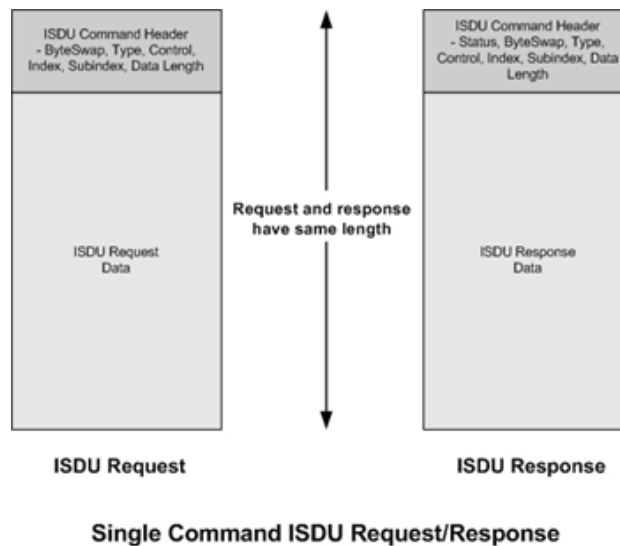 ISDU Command Header
- ByteSwap, Type, Control,
Index, Subindex, Data Length
ISDU Request
Data
ISDU Request
Request and response
have same length
ISDU Command Header
- Status, ByteSwap, Type,
Control, Index, Subindex, Data
Length
ISDU Response
Data
ISDU Response
Single Command ISDU Request/Response